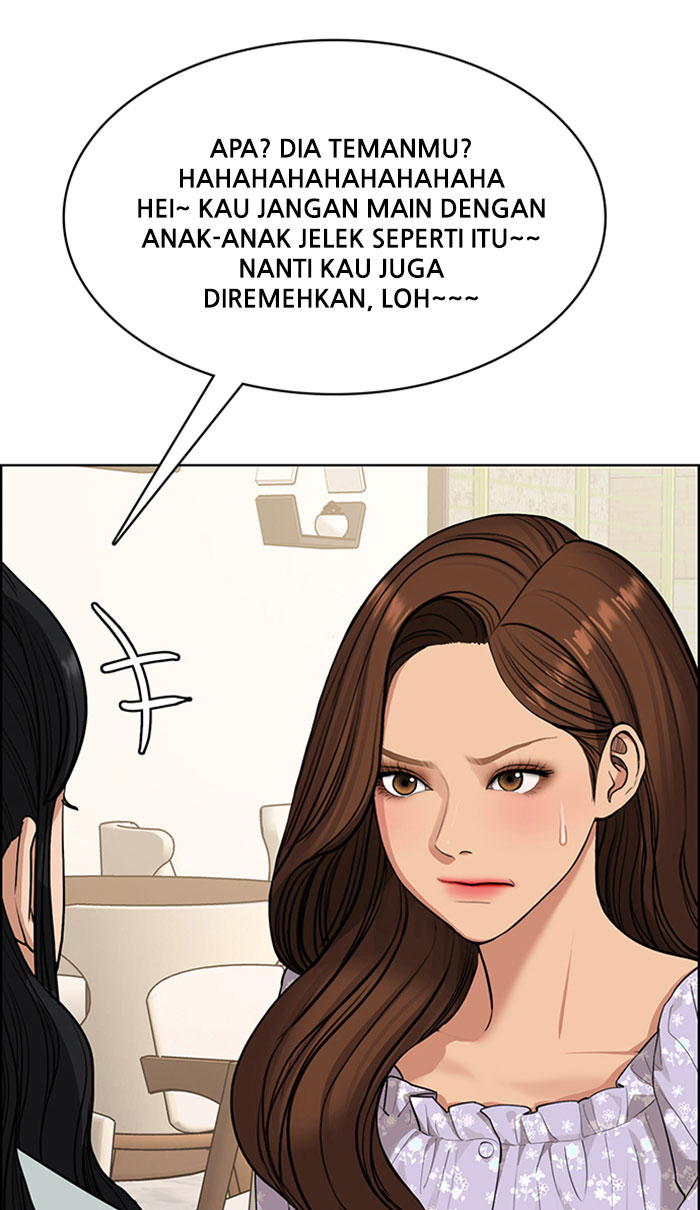 APA? DIA TEMANMU?
HAHAHAHAHAHAHAHAHA
HEI~ KAU JANGAN MAIN DENGAN
ANAK-ANAK JELEK SEPERTI ITU~~
NANTI KAU JUGA
DIREMEHKAN, LOH~~~